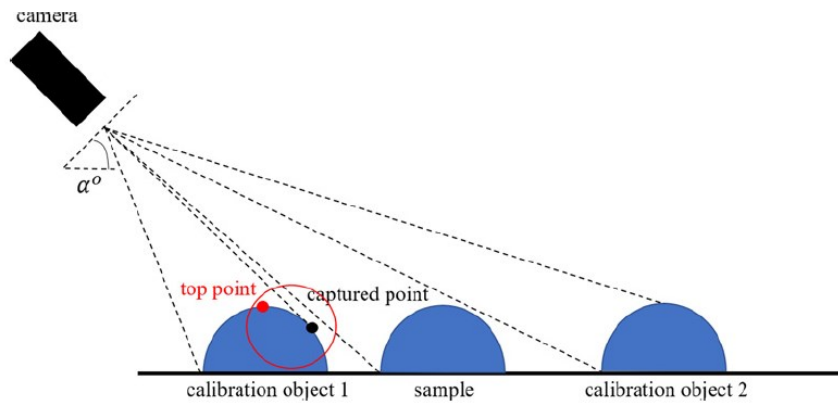 camera
α°
top point
captured point
calibration object 1
sample
calibration object 2